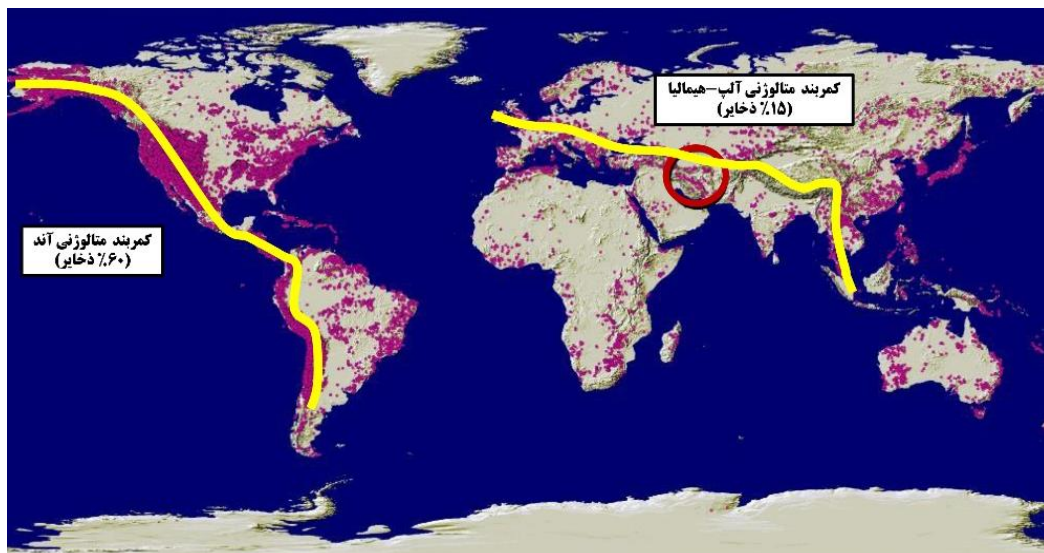 کمربند متالوژنی آلپ-هیمالیا
(۱۵٪ ذخایر)
کمربند متالوژنی آند
(۶۰٪ ذخایر)